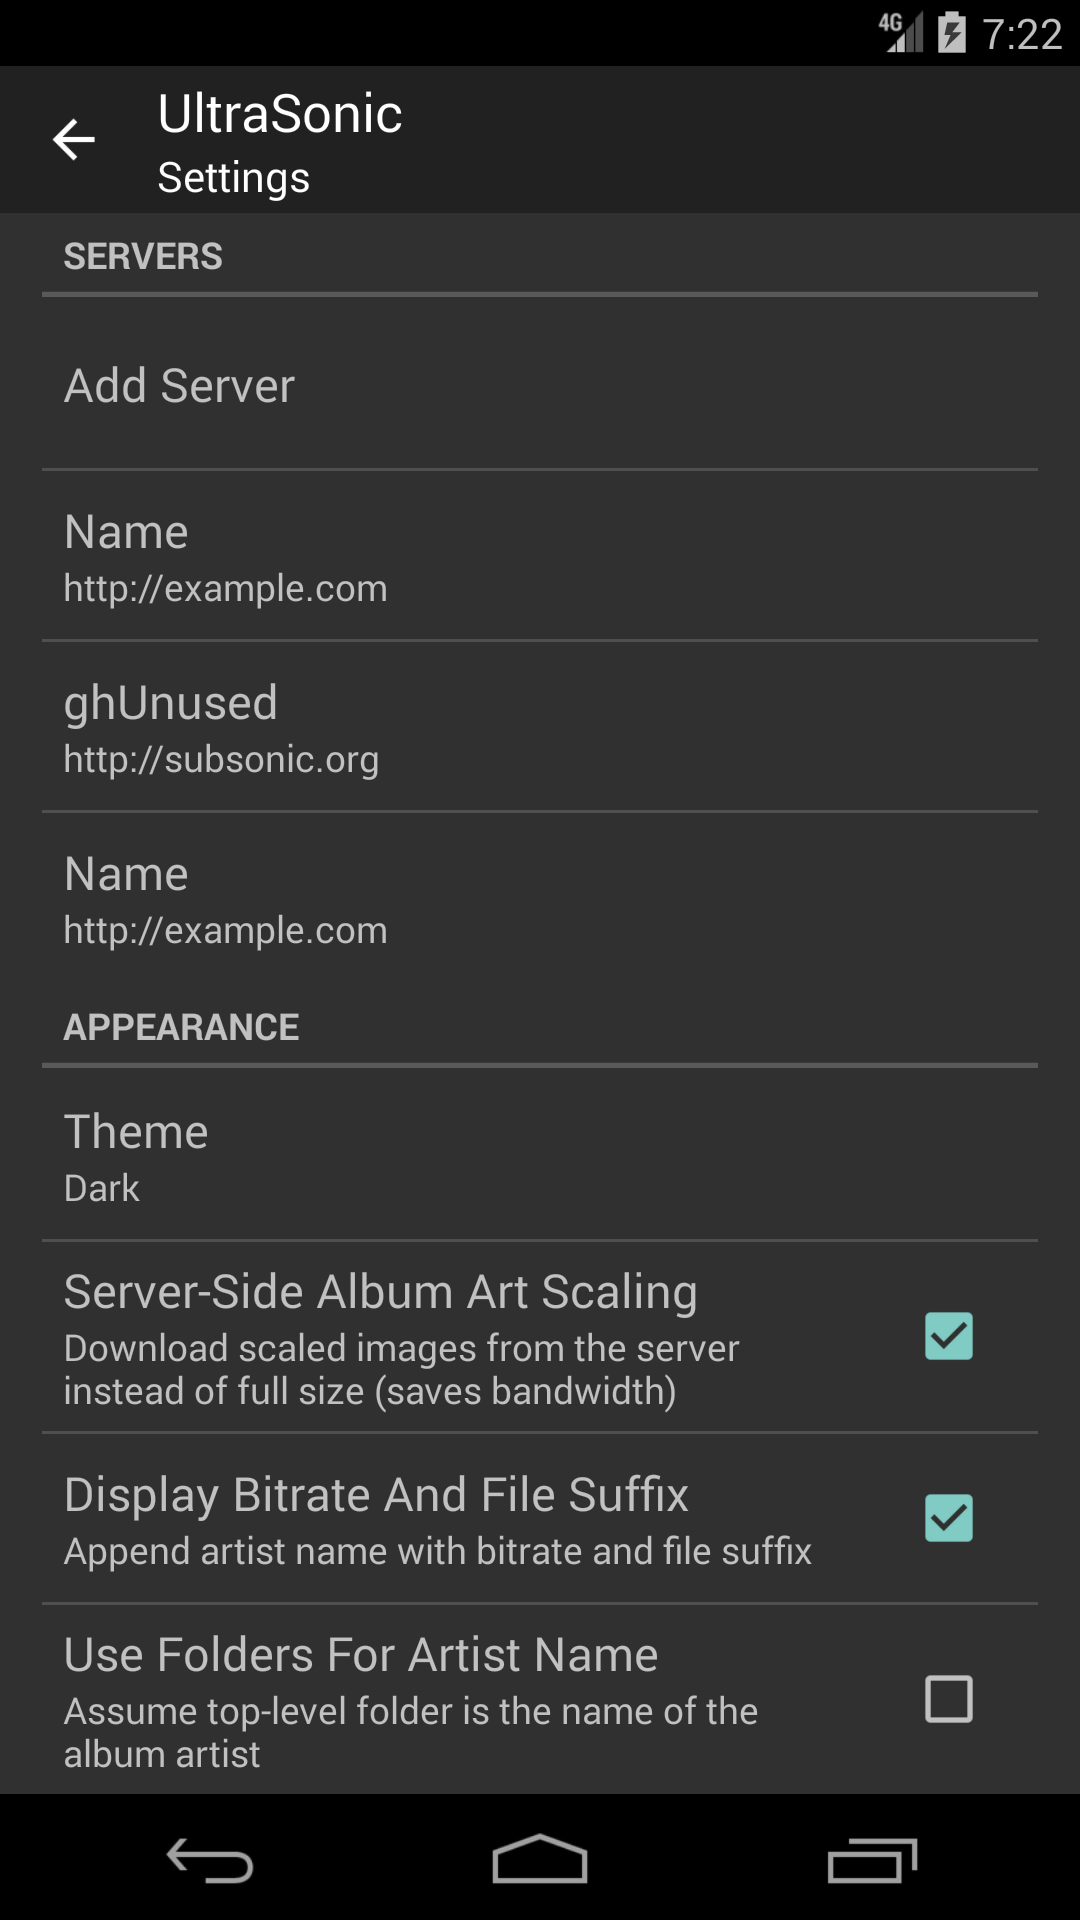 4G 7:22
UltraSonic
Settings
SERVERS
Add Server
Name
http://example.com
ghUnused
http://subsonic.org
Name
http://example.com
APPEARANCE
Theme
Dark
Server-Side Album Art Scaling
Download scaled images from the server
instead of full size (saves bandwidth)
Display Bitrate And File Suffix
Append artist name with bitrate and file suffix
Use Folders For Artist Name
Assume top-level folder is the name of the
album artist